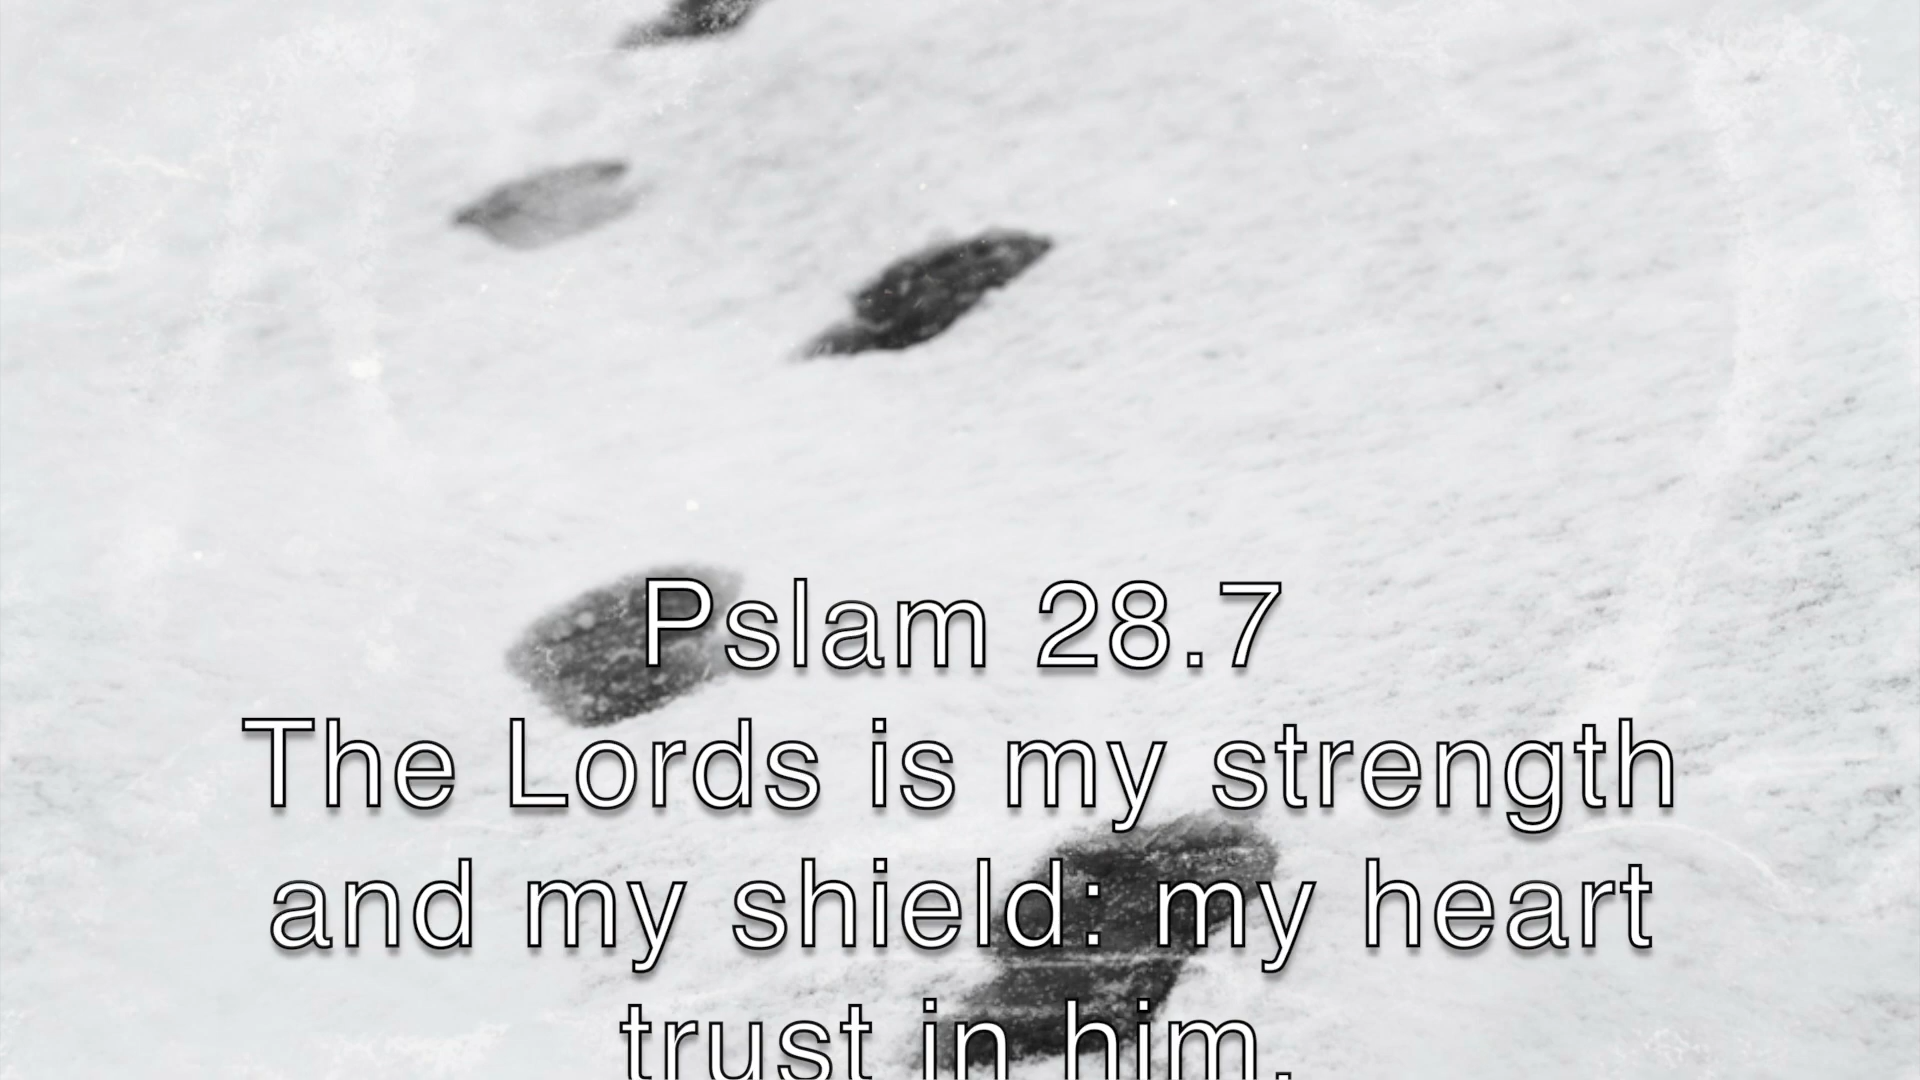 Pslam 28.7
The Lords is my strength
and my shield: my heart
trust in him.